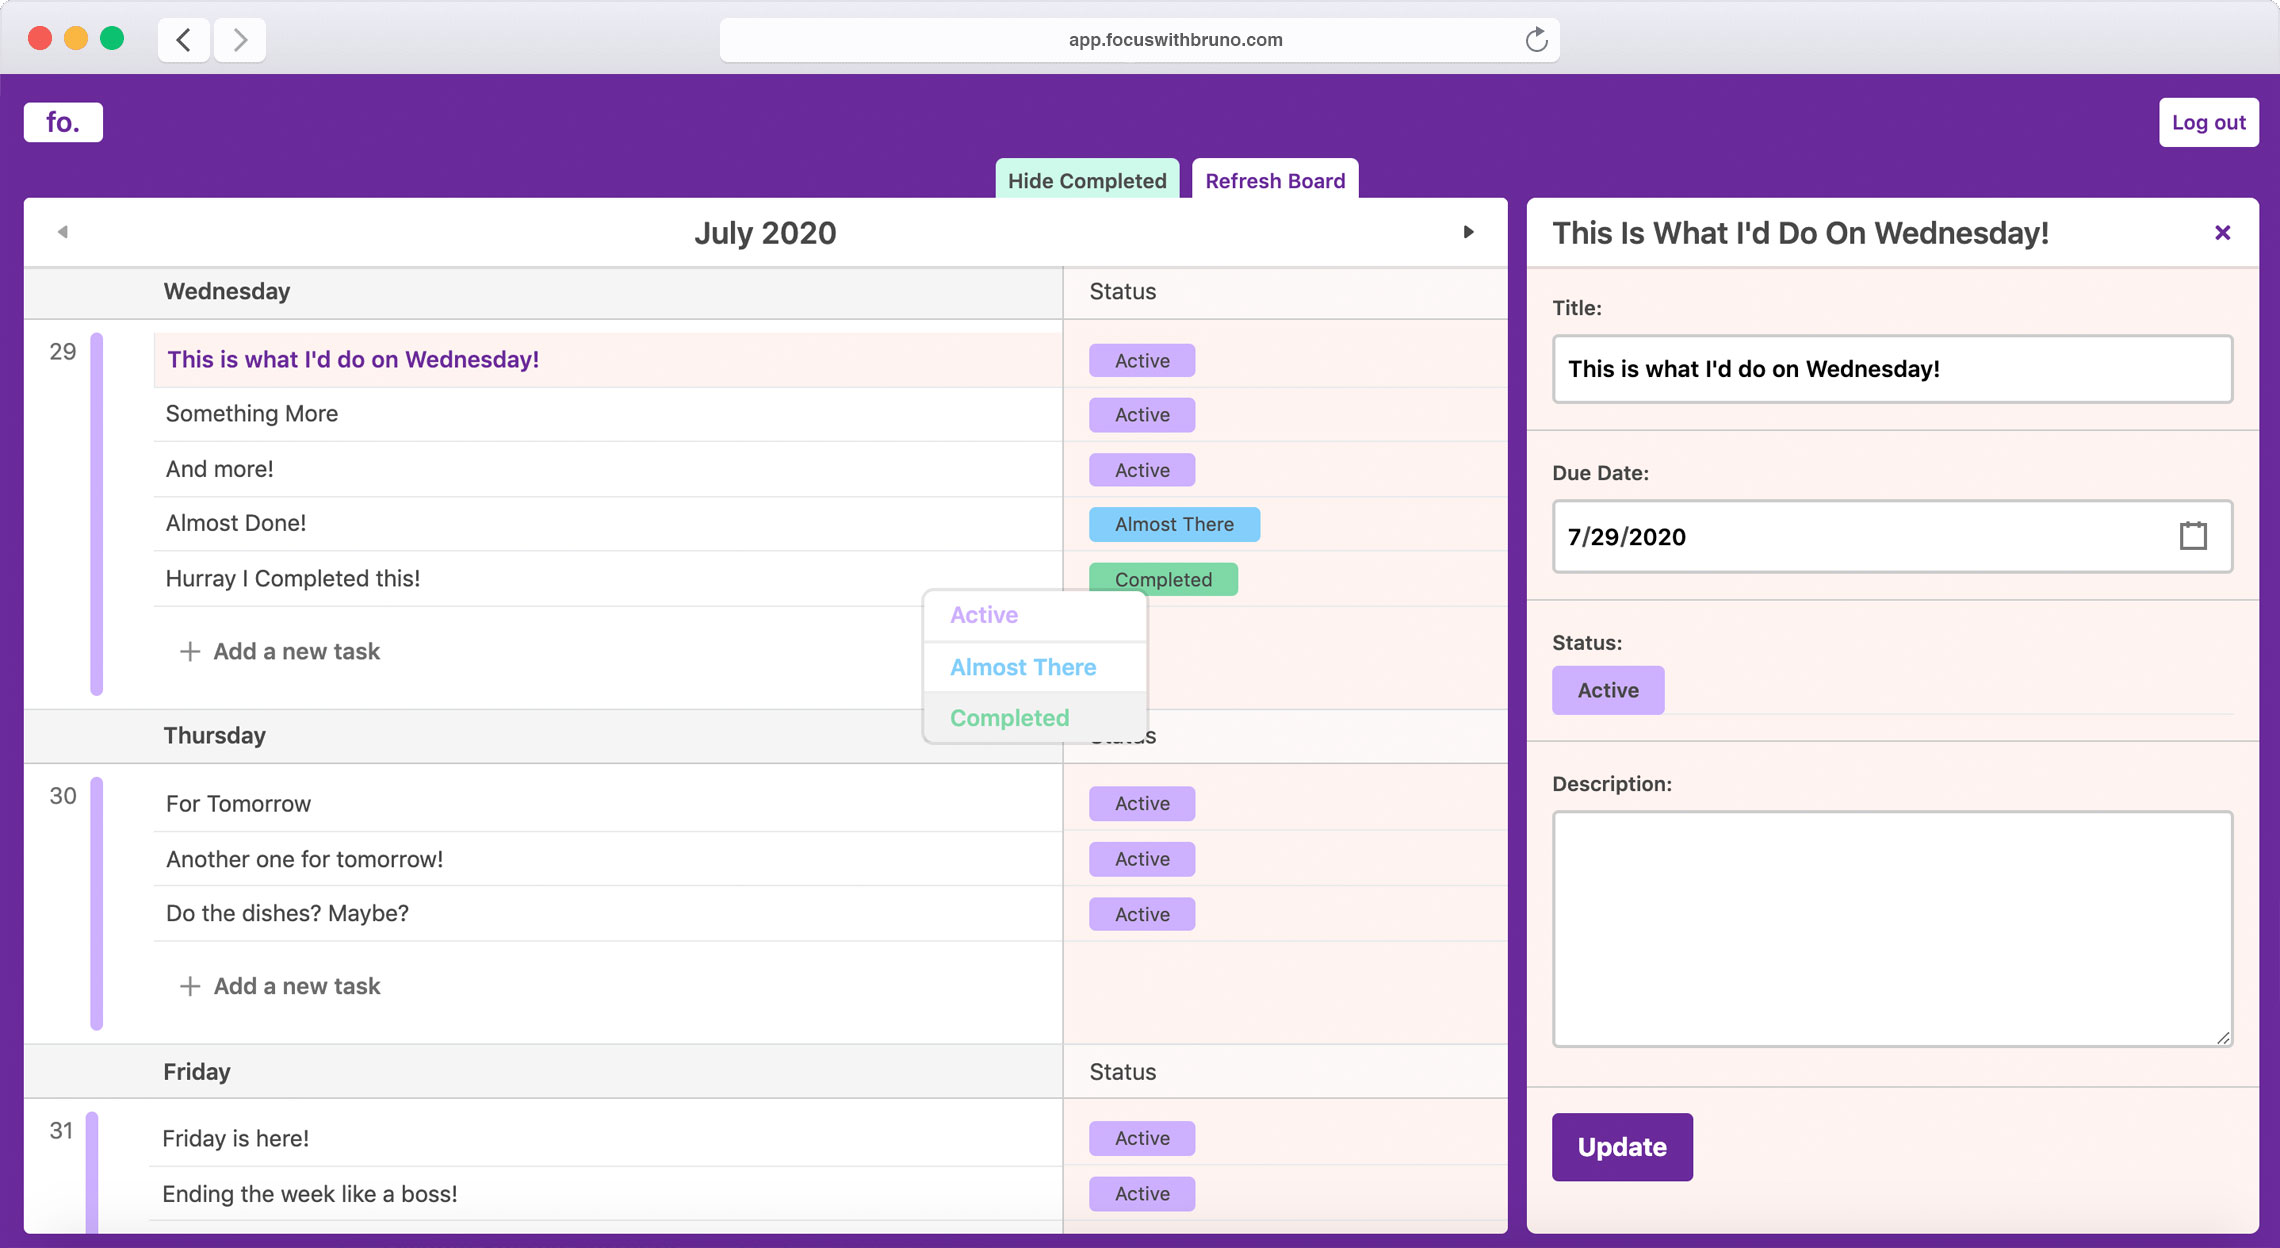 app.focuswithbruno.com
fo.
Log out
Hide Completed
Refresh Board
July 2020
Wednesday
Status
29
This is what I'd do on Wednesday!
Active
Something More
Active
And more!
Active
Almost Done!
Almost There
Hurray I Completed this!
Completed
Add a new task
Active
Almost There
Completed
Thursday
Status
30
For Tomorrow
Active
Another one for tomorrow!
Active
Do the dishes? Maybe?
Active
Add a new task
Friday
Status
31
Friday is here!
Active
Ending the week like a boss!
Active
This Is What I'd Do On Wednesday!
Title:
This is what I'd do on Wednesday!
Due Date:
7/29/2020
Status:
Active
Description:
Update